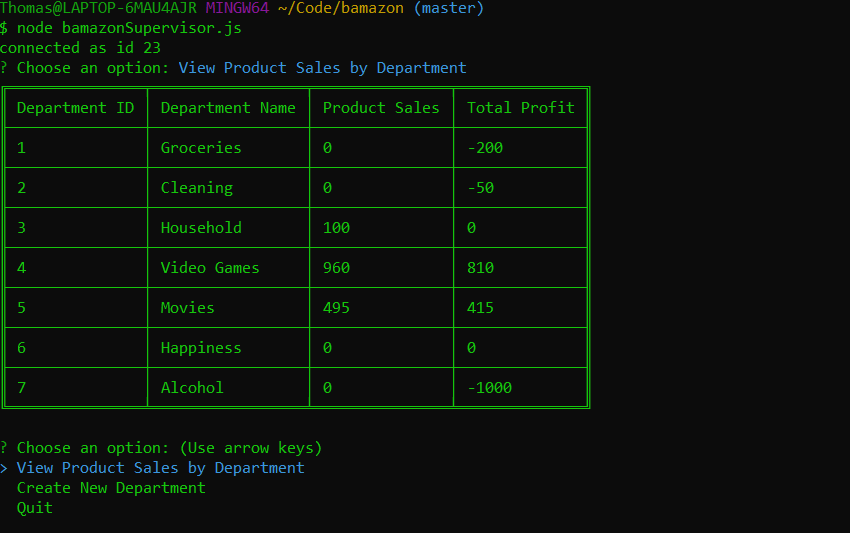 Thomas@LAPTOP-6MAU4AJR MINGW64 ~/Code/bamazon (master)
$ node bamazonSupervisor.js
connected as id 23
? Choose an option: View Product Sales by Department
Department ID Department Name Product Sales Total Profit
1 Groceries 0 -200
2 Cleaning 0 -50
3 Household 100 0
4 Video Games 960 810
5 Movies 495 415
6 Happiness 0 0
7 Alcohol 0 -1000
? Choose an option: (Use arrow keys)
> View Product Sales by Department
Create New Department
Quit